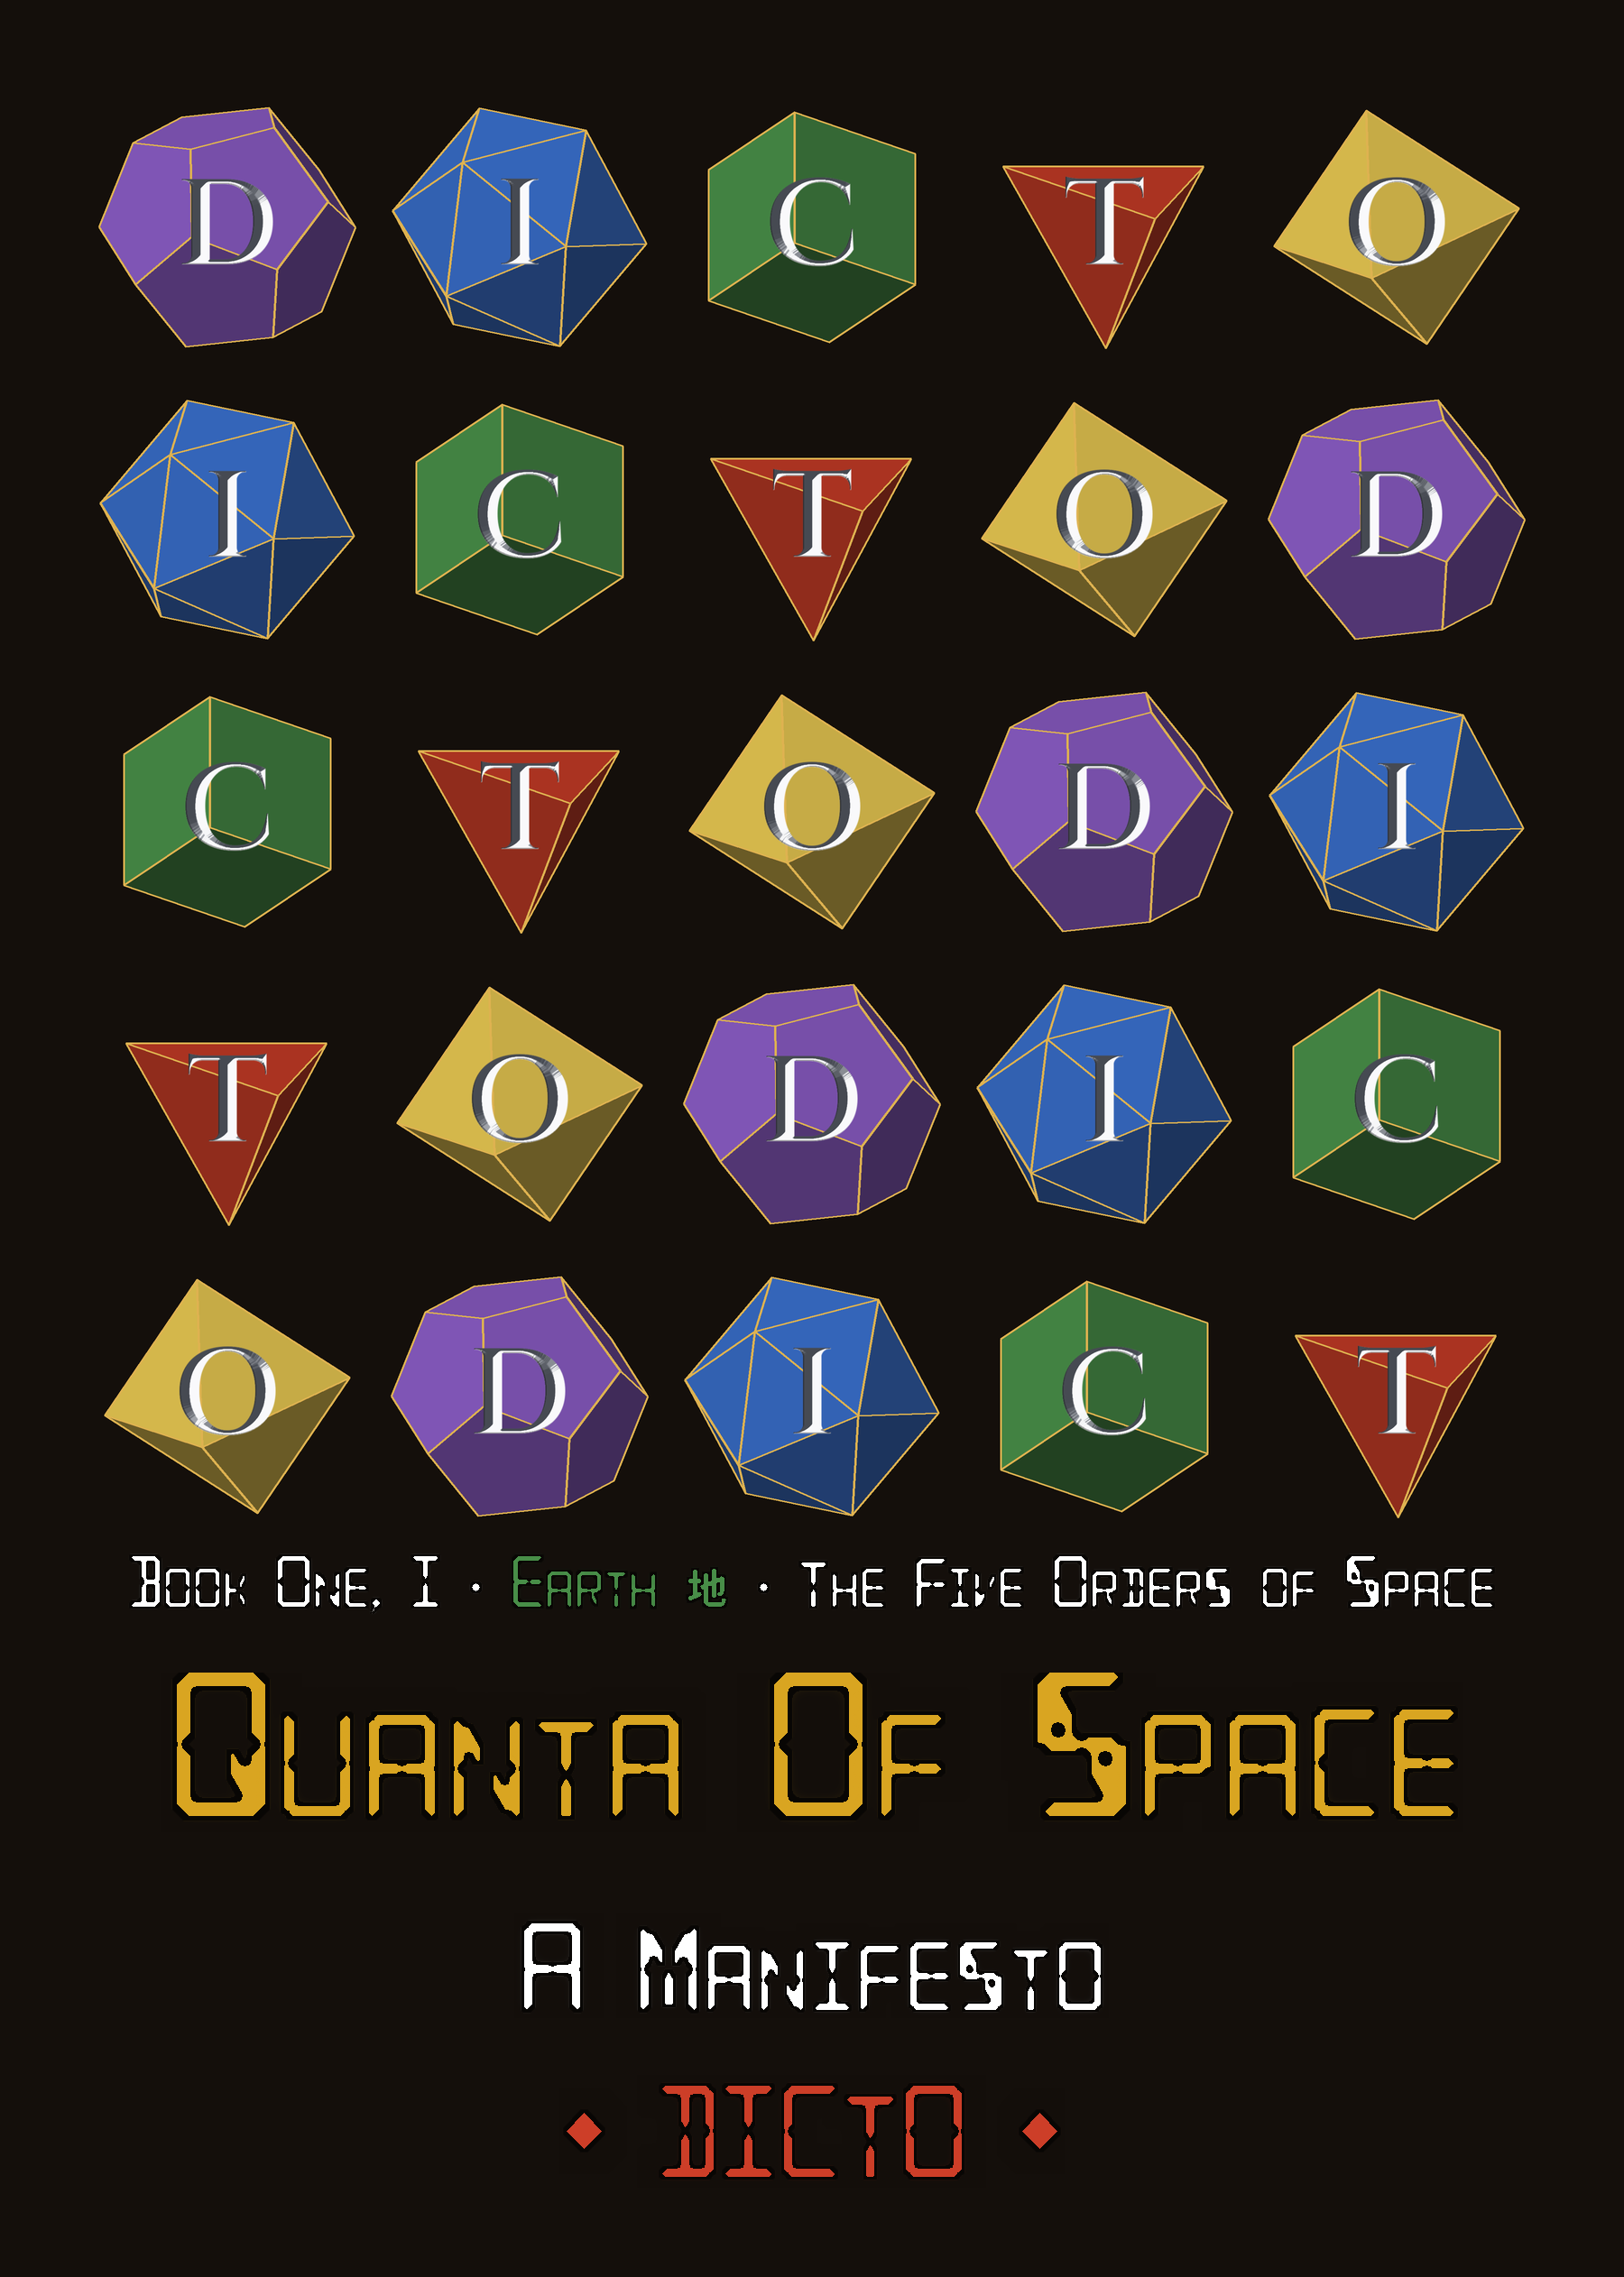 D I C T O
I C T O D
C T O D I
T O D I C
O D I C T
Book One, I · Earth 地 · The Five Orders of Space
Quanta Of Space
A Manifesto
◆ DICTO ◆